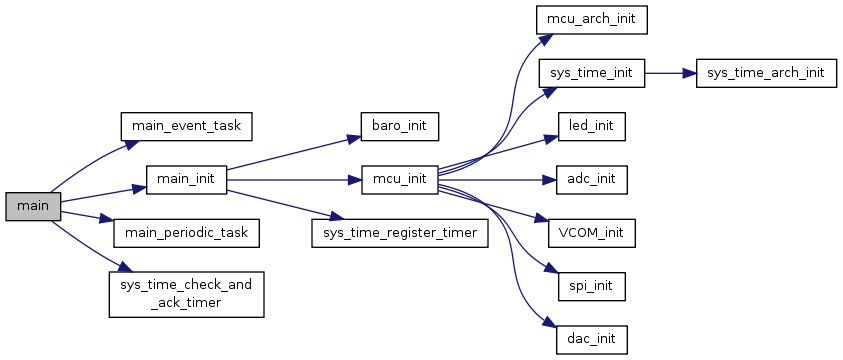 main
main_event_task
main_init
main_periodic_task
sys_time_check_and
_ack_timer
baro_init
mcu_init
sys_time_register_timer
mcu_arch_init
sys_time_init
led_init
adc_init
VCOM_init
spi_init
dac_init
sys_time_arch_init